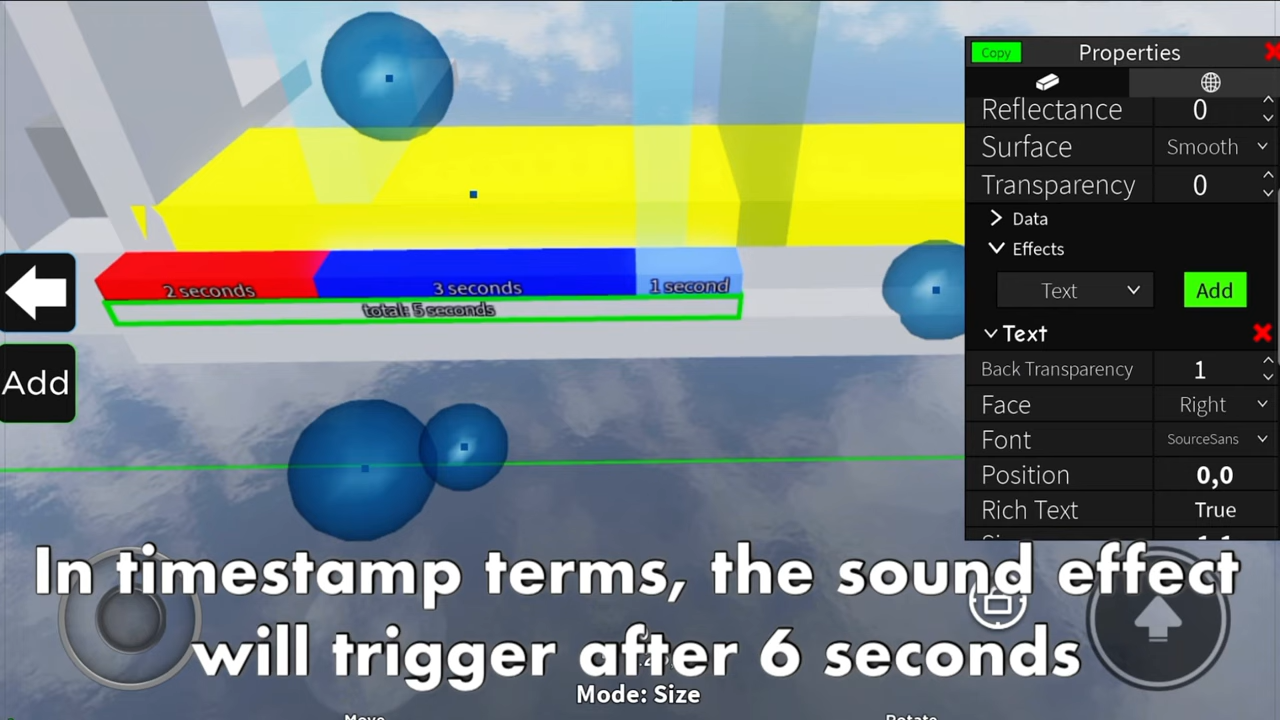 Copy
Properties
Reflectance 0
Surface Smooth
Transparency 0
Data
Effects
Text
Add
Text
Back Transparency 1
Face Right
Font SourceSans
Position 0,0
Rich Text True
2 seconds
3 seconds
1 second
total: 5 seconds
Add
In timestamp terms, the sound effect
will trigger after 6 seconds
Mode: Size
Move
Rotate